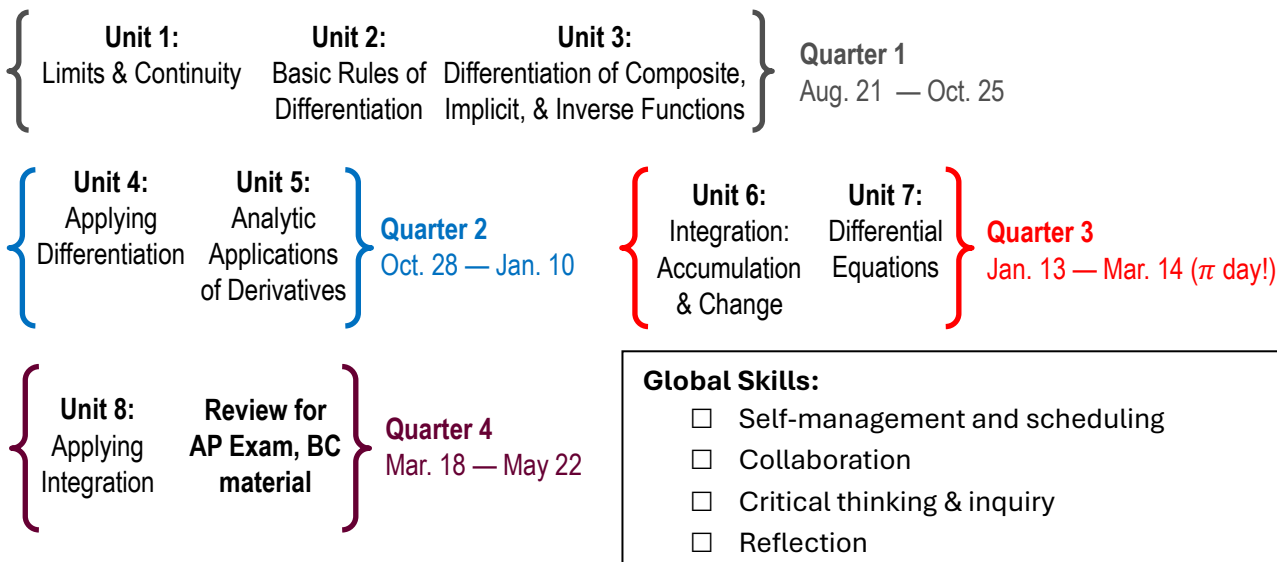 Unit 1:
Limits & Continuity
Unit 2:
Basic Rules of
Differentiation
Unit 3:
Differentiation of Composite,
Implicit, & Inverse Functions
Quarter 1
Aug. 21 — Oct. 25
Unit 4:
Applying
Differentiation
Unit 5:
Analytic
Applications
of Derivatives
Quarter 2
Oct. 28 — Jan. 10
Unit 6:
Integration:
Accumulation
& Change
Unit 7:
Differential
Equations
Quarter 3
Jan. 13 — Mar. 14 (π day!)
Unit 8:
Applying
Integration
Review for
AP Exam, BC
material
Quarter 4
Mar. 18 — May 22
Global Skills:
☐ Self-management and scheduling
☐ Collaboration
☐ Critical thinking & inquiry
☐ Reflection